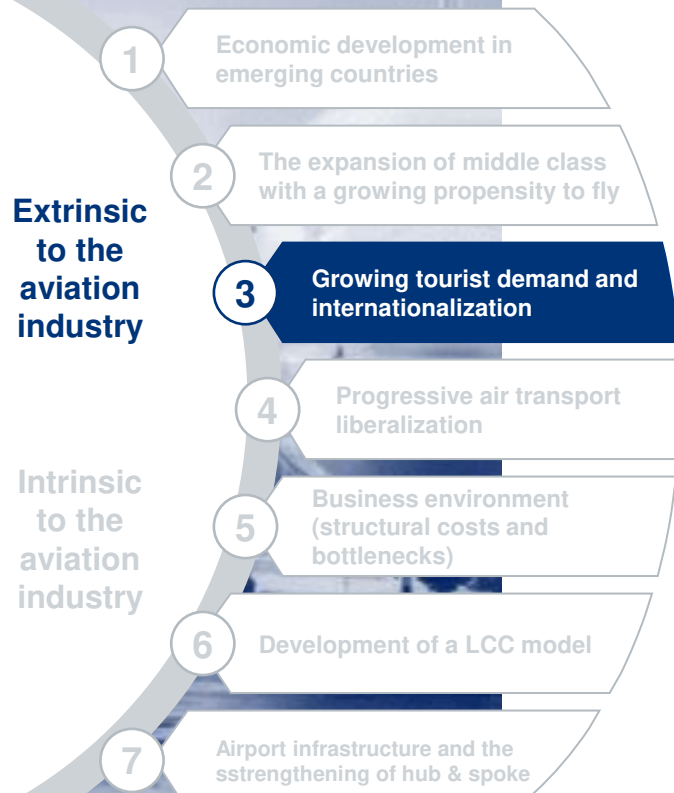 1
Economic development in
emerging countries
2
The expansion of middle class
with a growing propensity to fly
Extrinsic
to the
aviation
industry
3
Growing tourist demand and
internationalization
4
Progressive air transport
liberalization
Intrinsic
to the
aviation
industry
5
Business environment
(structural costs and
bottlenecks)
6
Development of a LCC model
7
Airport infrastructure and the
sstrengthening of hub & spoke